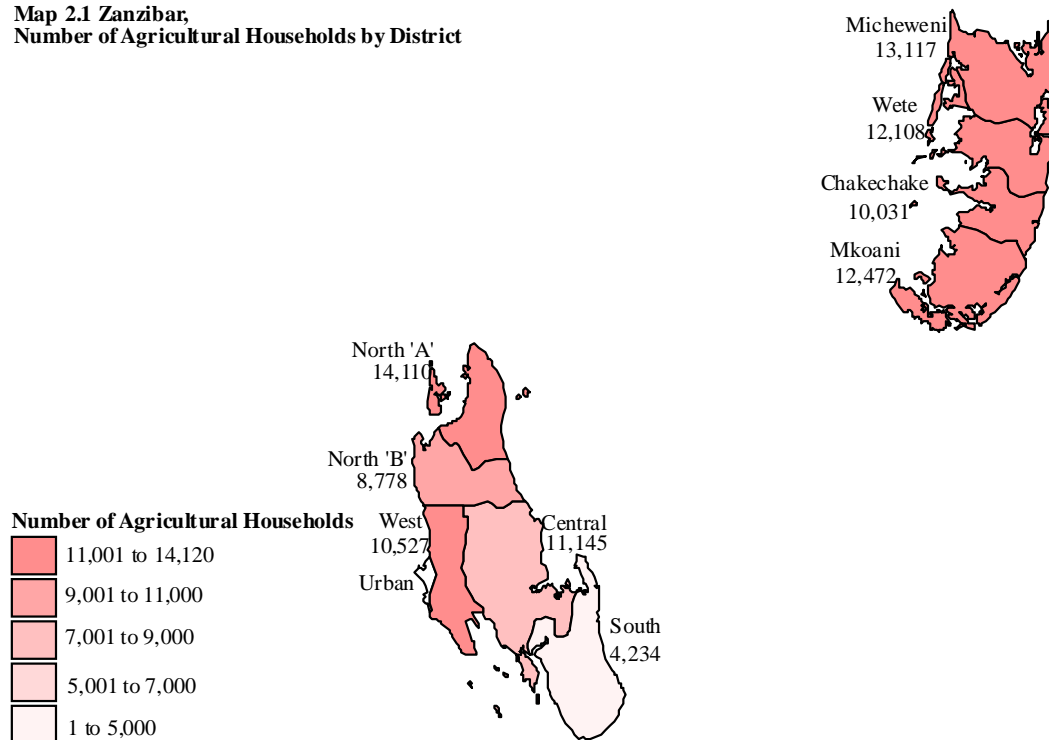 Map 2.1 Zanzibar,
Number of Agricultural Households by District
Micheweni
13,117
Wete
12,108
Chakechake
10,031
Mkoani
12,472
North 'A'
14,110
North 'B'
8,778
West
10,527
Urban
Central
11,145
South
4,234
Number of Agricultural Households
11,001 to 14,120
9,001 to 11,000
7,001 to 9,000
5,001 to 7,000
1 to 5,000